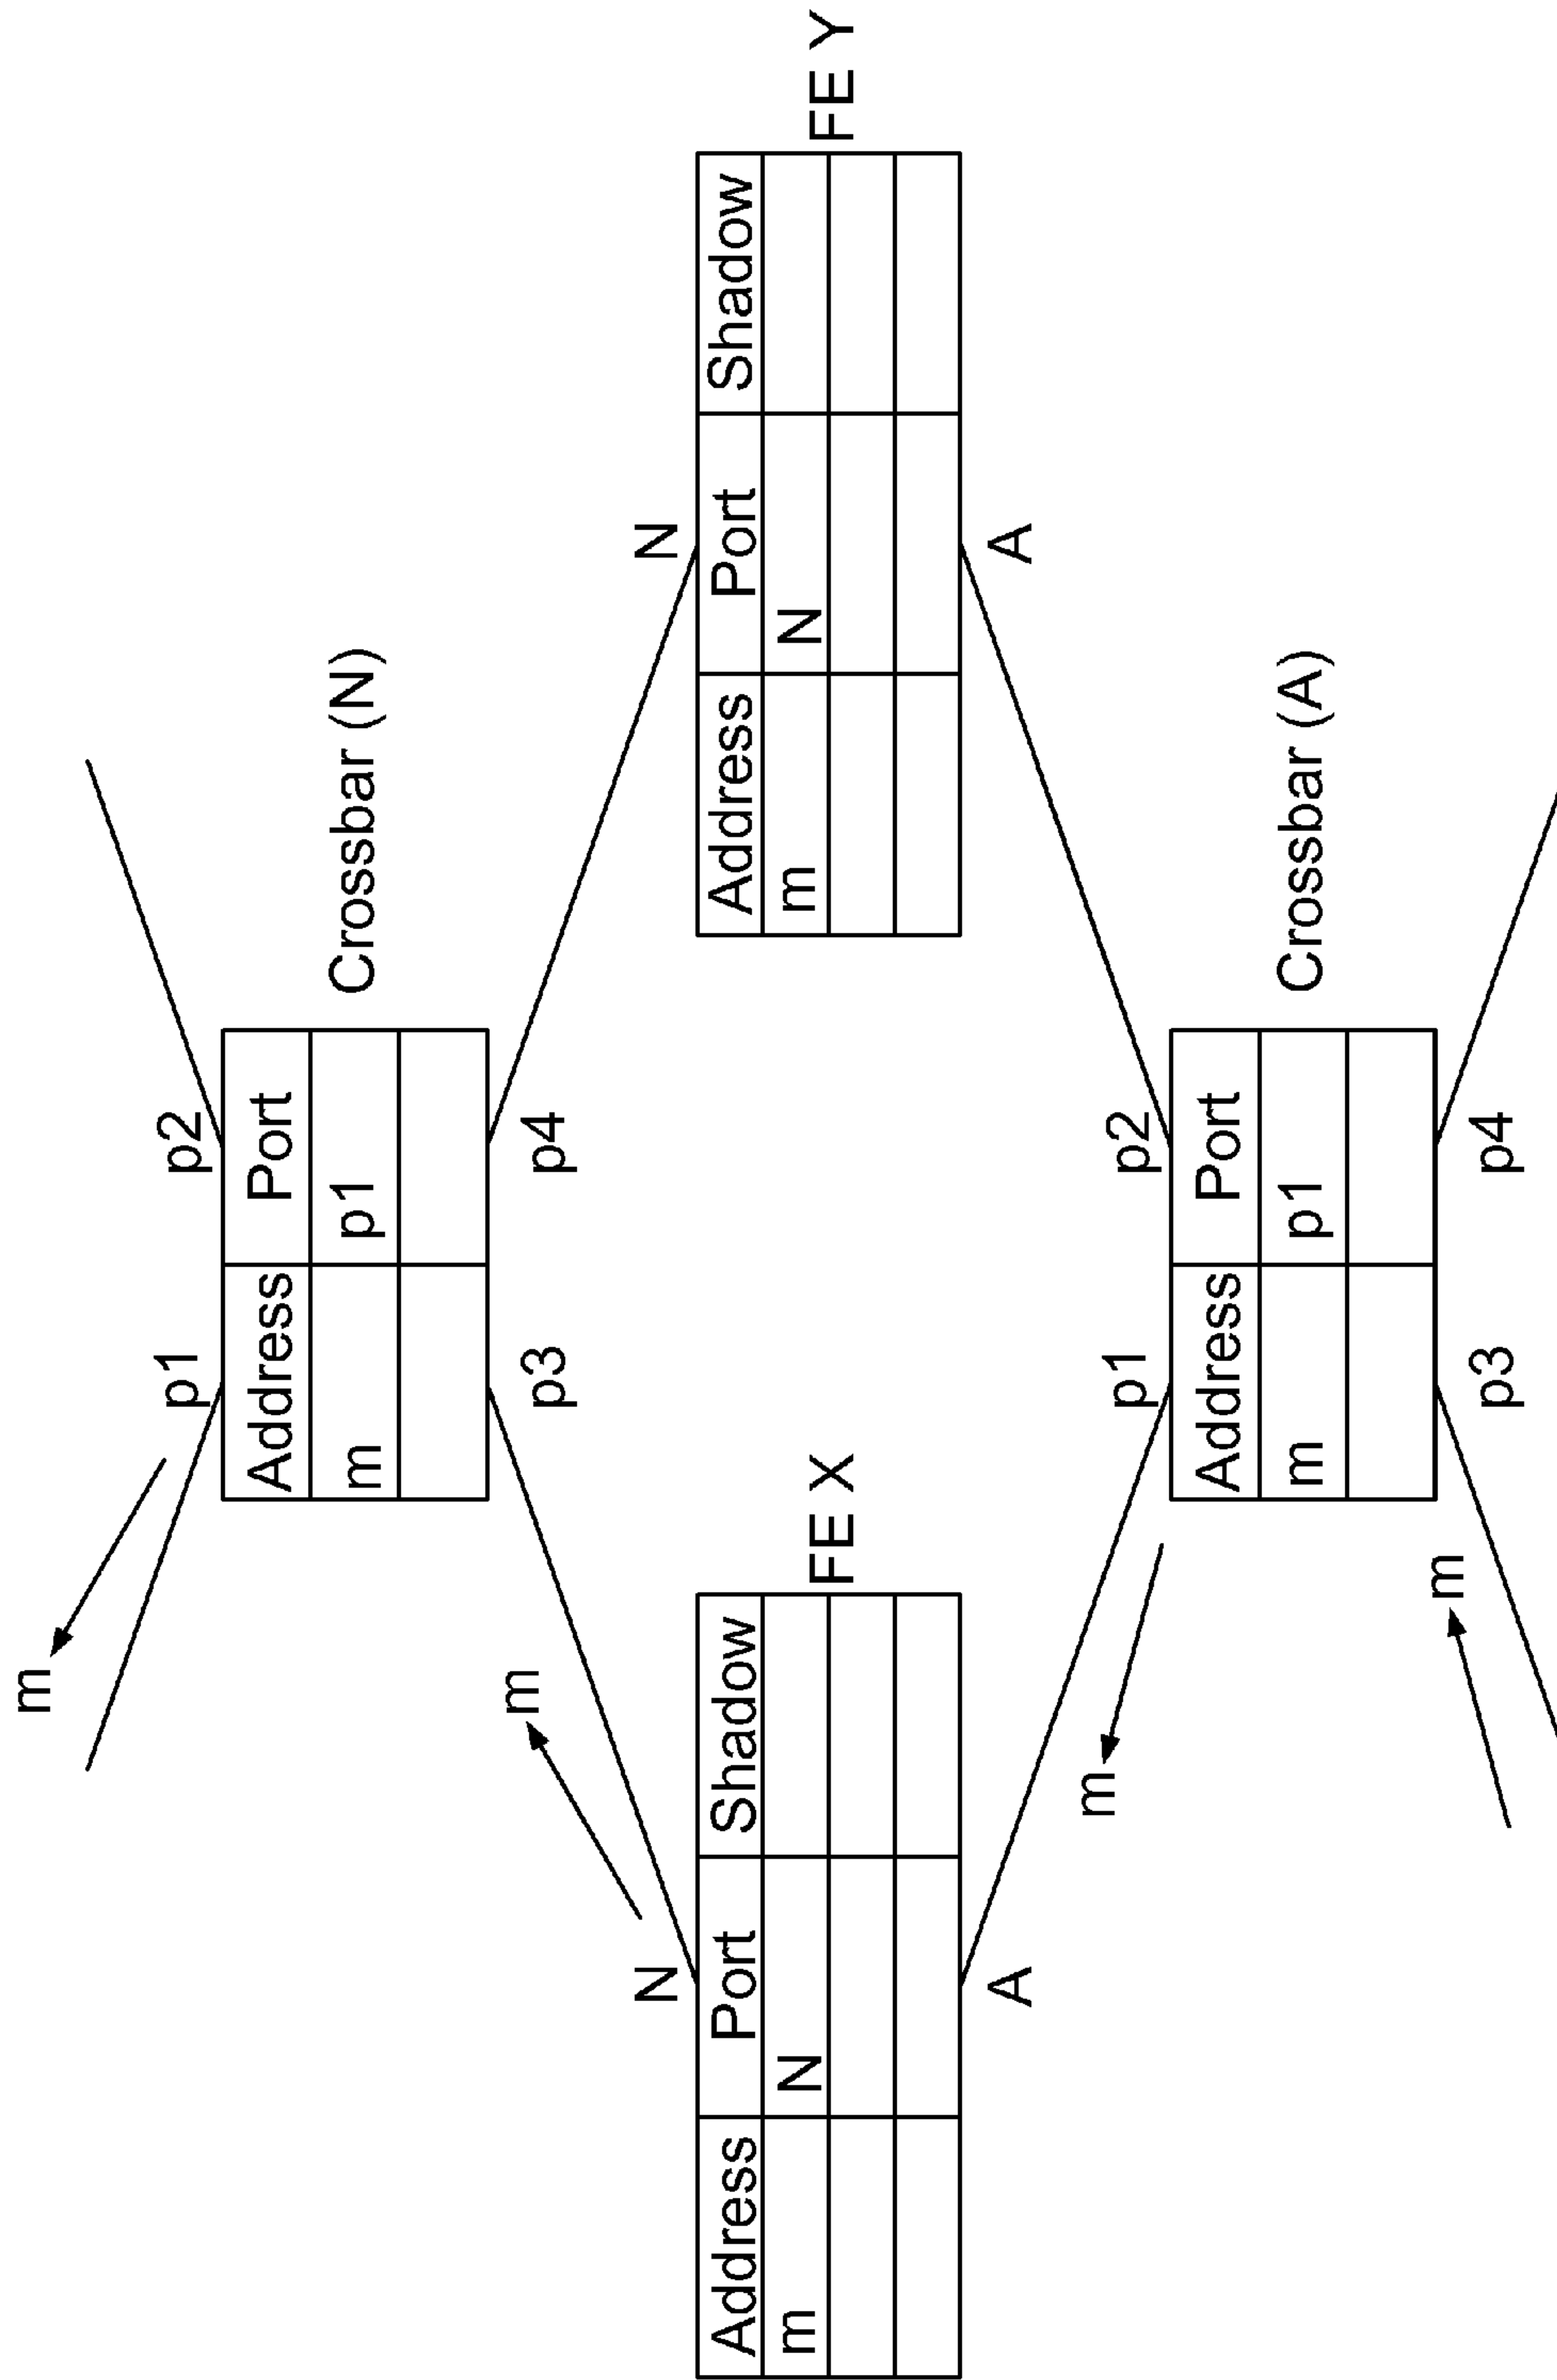 m
p1 p2
Address Port
m p1
Crossbar (N)
m
p3 p4
N N
Address Port Shadow
m N
FE X
Address Port Shadow
m N
FE Y
A A
m
p1 p2
Address Port
m p1
Crossbar (A)
m
p3 p4